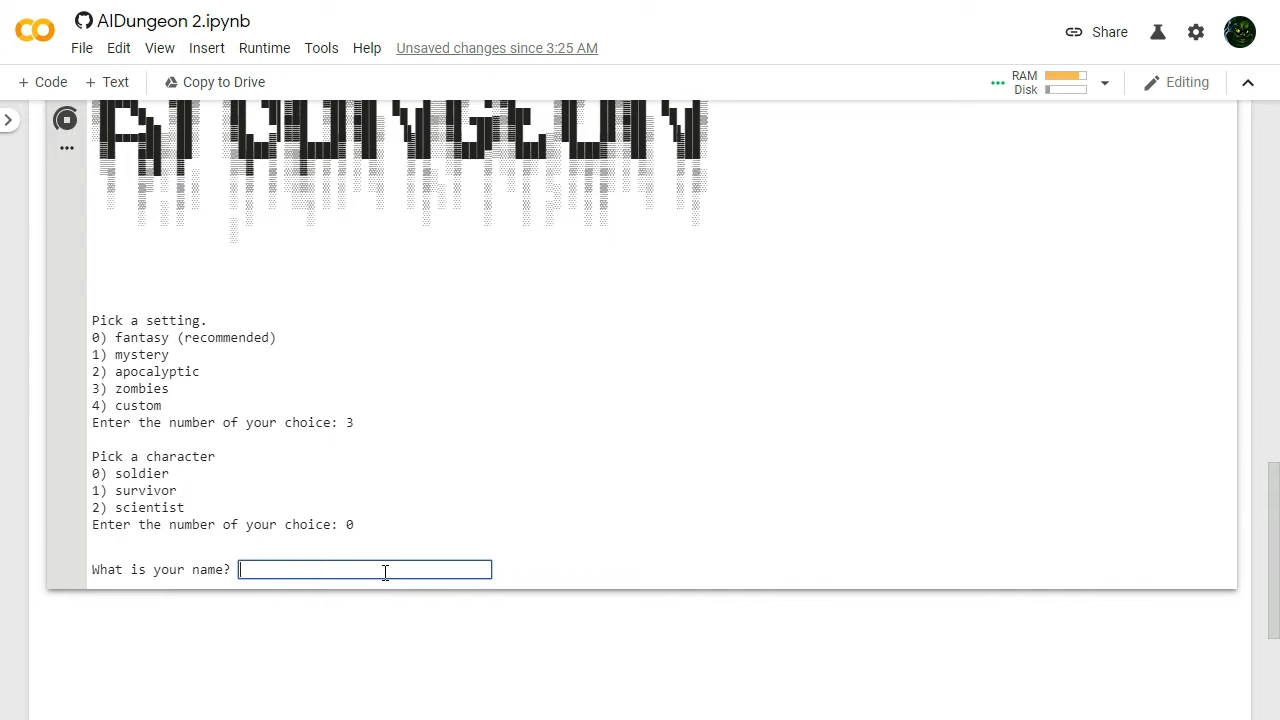 AIDungeon 2.ipynb
File Edit View Insert Runtime Tools Help Unsaved changes since 3:25 AM
Share
+ Code + Text Copy to Drive
RAM
Disk
Editing
AI DUNGEON
Pick a setting.
0) fantasy (recommended)
1) mystery
2) apocalyptic
3) zombies
4) custom
Enter the number of your choice: 3
Pick a character
0) soldier
1) survivor
2) scientist
Enter the number of your choice: 0
What is your name?